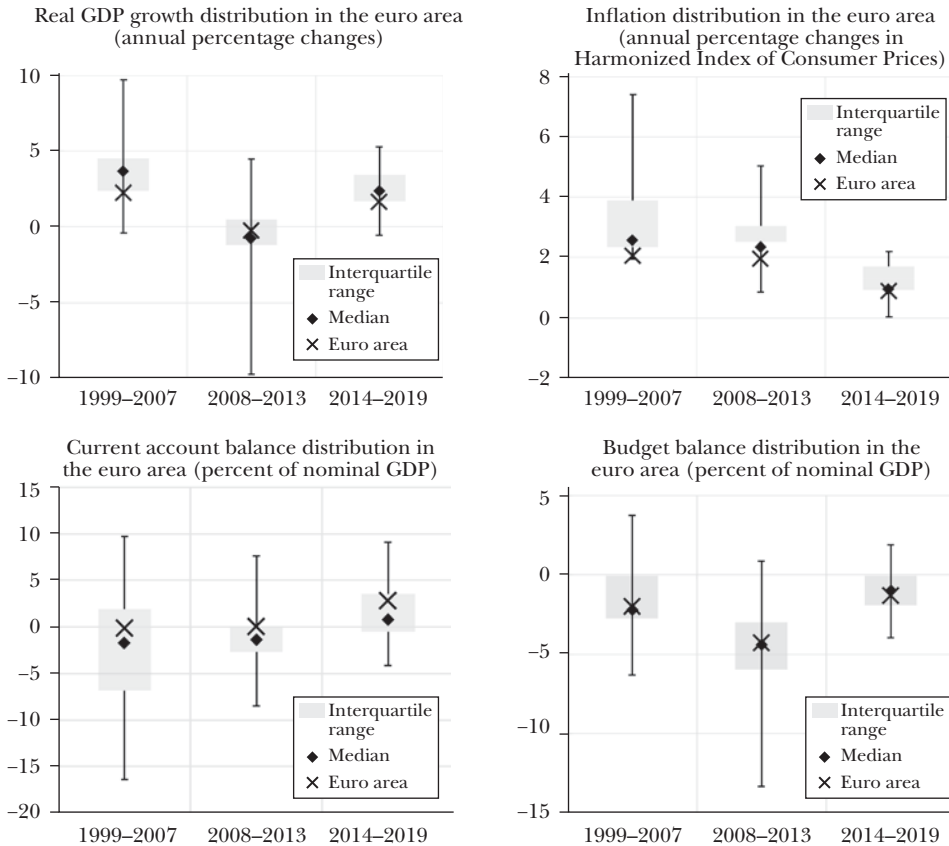 Real GDP growth distribution in the euro area
(annual percentage changes)
10
5
0
–5
–10
Interquartile
range
Median
Euro area
1999–2007
2008–2013
2014–2019
Inflation distribution in the euro area
(annual percentage changes in
Harmonized Index of Consumer Prices)
8
6
4
2
0
–2
Interquartile
range
Median
Euro area
1999–2007
2008–2013
2014–2019
Current account balance distribution in
the euro area (percent of nominal GDP)
15
10
5
0
–5
–10
–15
–20
Interquartile
range
Median
Euro area
1999–2007
2008–2013
2014–2019
Budget balance distribution in the
euro area (percent of nominal GDP)
5
0
–5
–10
–15
Interquartile
range
Median
Euro area
1999–2007
2008–2013
2014–2019